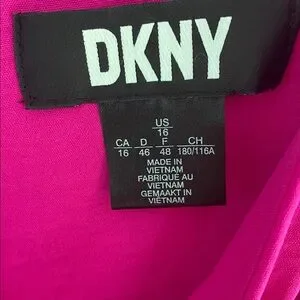 DKNY
US
16
CA D F CH
16 46 48 180/116A
MADE IN
VIETNAM
FABRIQUÉ AU
VIETNAM
GEMAAKT IN
VIETNAM